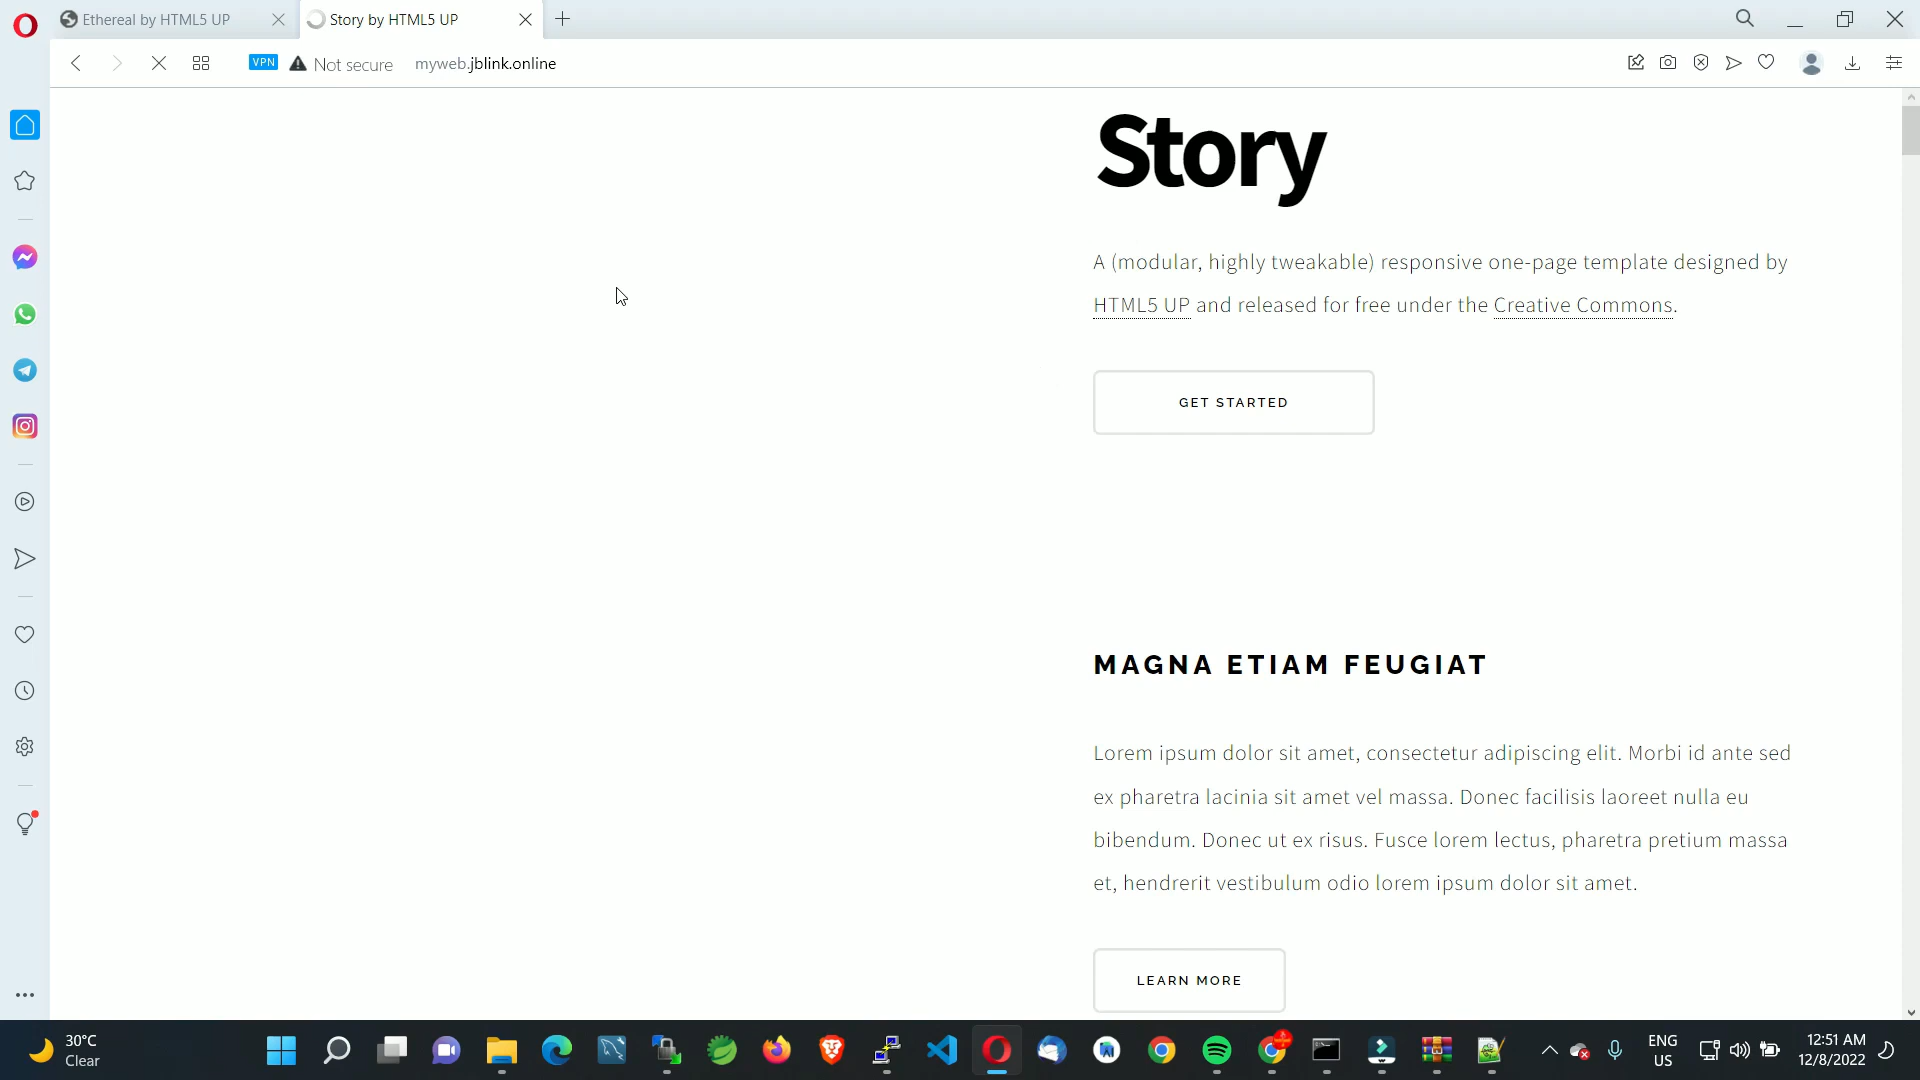 Ethereal by HTML5 UP
Story by HTML5 UP
VPN
Not secure
myweb.jblink.online
Story
A (modular, highly tweakable) responsive one-page template designed by
HTML5 UP and released for free under the Creative Commons.
GET STARTED
MAGNA ETIAM FEUGIAT
Lorem ipsum dolor sit amet, consectetur adipiscing elit. Morbi id ante sed
ex pharetra lacinia sit amet vel massa. Donec facilisis laoreet nulla eu
bibendum. Donec ut ex risus. Fusce lorem lectus, pharetra pretium massa
et, hendrerit vestibulum odio lorem ipsum dolor sit amet.
LEARN MORE
30°C
Clear
ENG
US
12:51 AM
12/8/2022